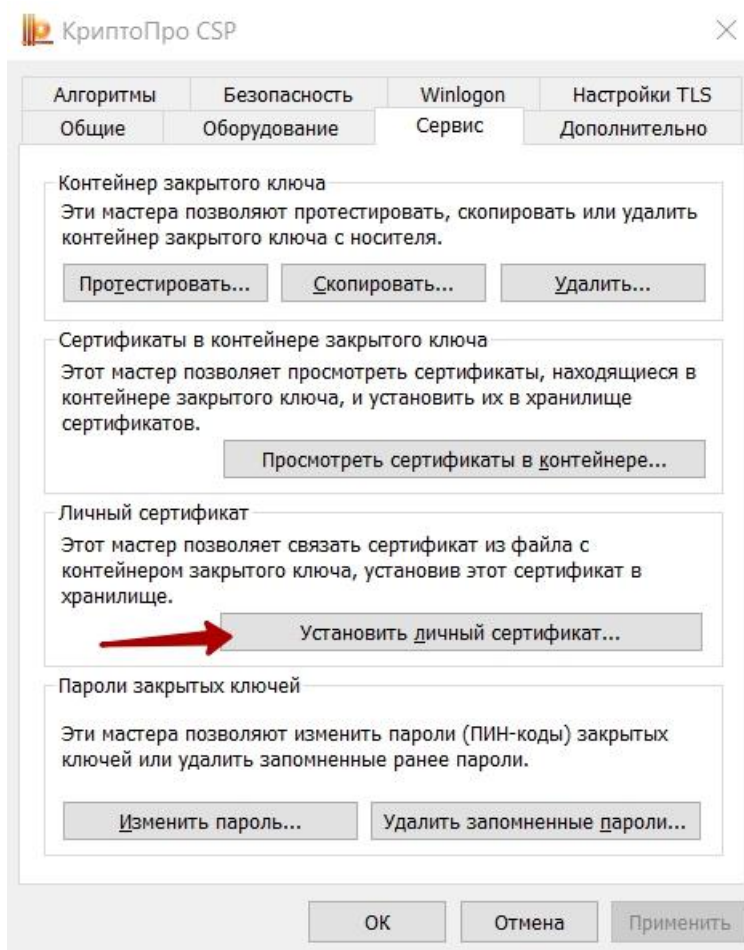 КриптоПро CSP
Алгоритмы Безопасность Winlogon Настройки TLS
Общие Оборудование Сервис Дополнительно
Контейнер закрытого ключа
Эти мастера позволяют протестировать, скопировать или удалить
контейнер закрытого ключа с носителя.
Протестировать... Скопировать... Удалить...
Сертификаты в контейнере закрытого ключа
Этот мастер позволяет просмотреть сертификаты, находящиеся в
контейнере закрытого ключа, и установить их в хранилище
сертификатов.
Просмотреть сертификаты в контейнере...
Личный сертификат
Этот мастер позволяет связать сертификат из файла с
контейнером закрытого ключа, установив этот сертификат в
хранилище.
Установить личный сертификат...
Пароли закрытых ключей
Эти мастера позволяют изменить пароли (ПИН-коды) закрытых
ключей или удалить запомненные ранее пароли.
Изменить пароль... Удалить запомненные пароли...
ОК Отмена Применить